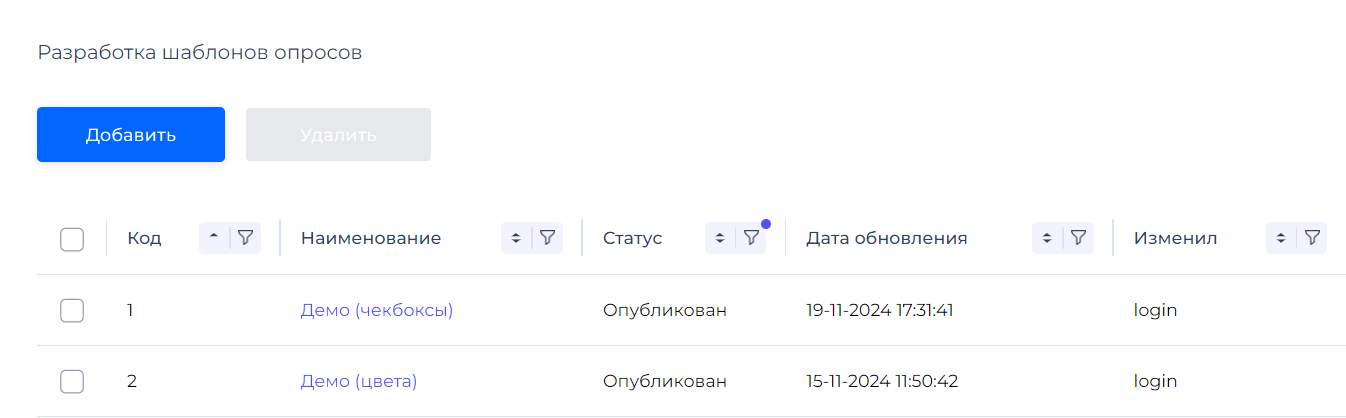 Разработка шаблонов опросов
Добавить Удалить
Код Наименование Статус Дата обновления Изменил
1 Демо (чекбоксы) Опубликован 19-11-2024 17:31:41 login
2 Демо (цвета) Опубликован 15-11-2024 11:50:42 login